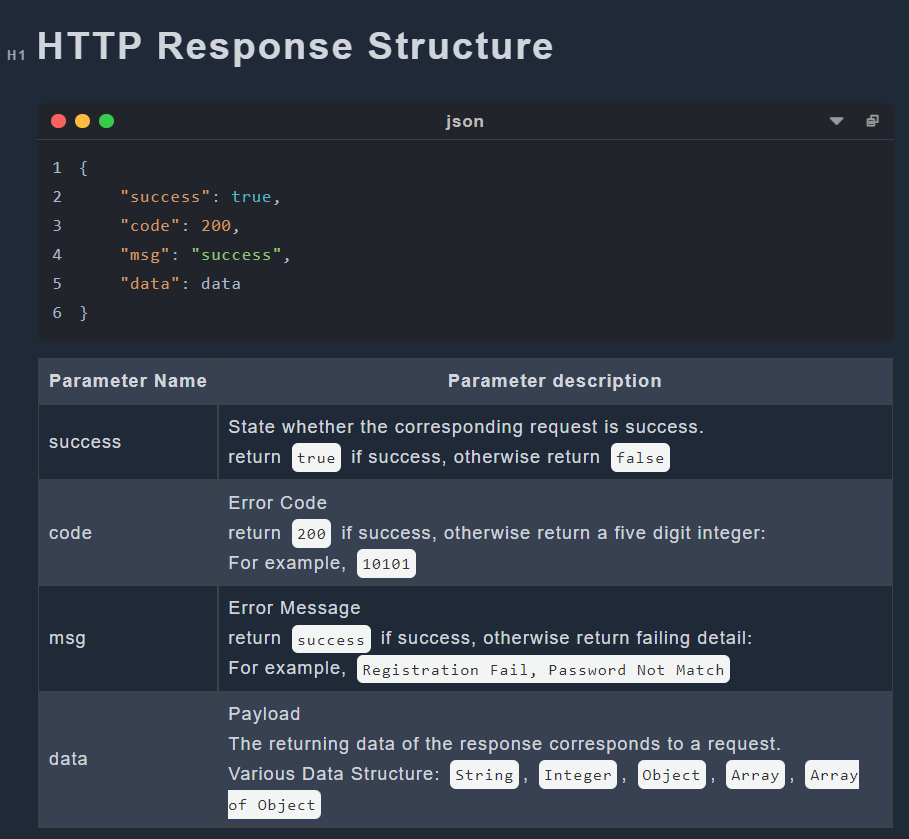 H1 HTTP Response Structure
json
1 {
2     "success": true,
3     "code": 200,
4     "msg": "success",
5     "data": data
6 }
Parameter Name Parameter description
success
State whether the corresponding request is success.
return true if success, otherwise return false
code
Error Code
return 200 if success, otherwise return a five digit integer:
For example, 10101
msg
Error Message
return success if success, otherwise return failing detail:
For example, Registration Fail, Password Not Match
data
Payload
The returning data of the response corresponds to a request.
Various Data Structure: String , Integer , Object , Array , Array
of Object